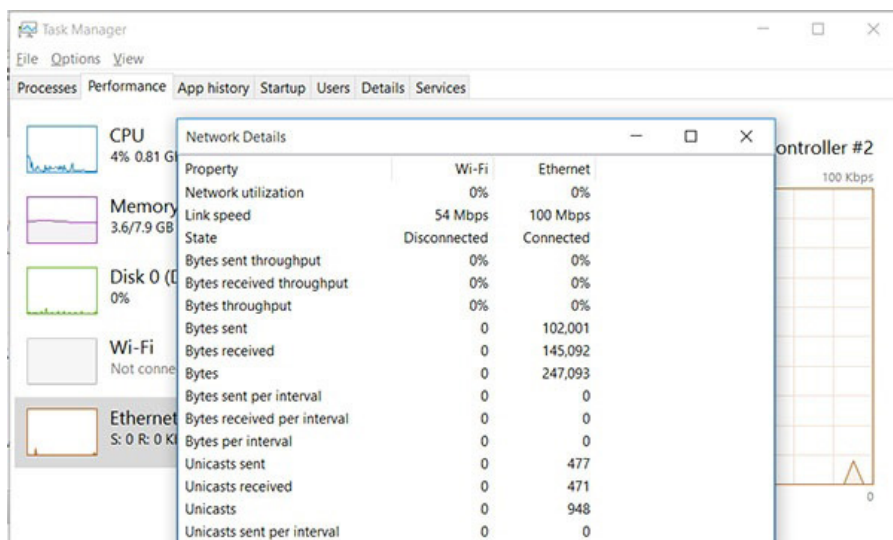 Task Manager
File Options View
Processes Performance App history Startup Users Details Services
CPU
4% 0.81
Memory
3.6/7.9 GB
Disk 0
0%
Wi-Fi
Not
Ethernet
S: 0 R: 0
Network Details
Property Wi-Fi Ethernet
Network utilization 0% 0%
Link speed 54 Mbps 100 Mbps
State Disconnected Connected
Bytes sent throughput 0% 0%
Bytes received throughput 0% 0%
Bytes throughput 0% 0%
Bytes sent 0 102,001
Bytes received 0 145,092
Bytes 0 247,093
Bytes sent per interval 0 0
Bytes received per interval 0 0
Bytes per interval 0 0
Unicasts sent 0 477
Unicasts received 0 471
Unicasts 0 948
Unicasts sent per interval 0 0
ontroller #2
100 Kbps
0